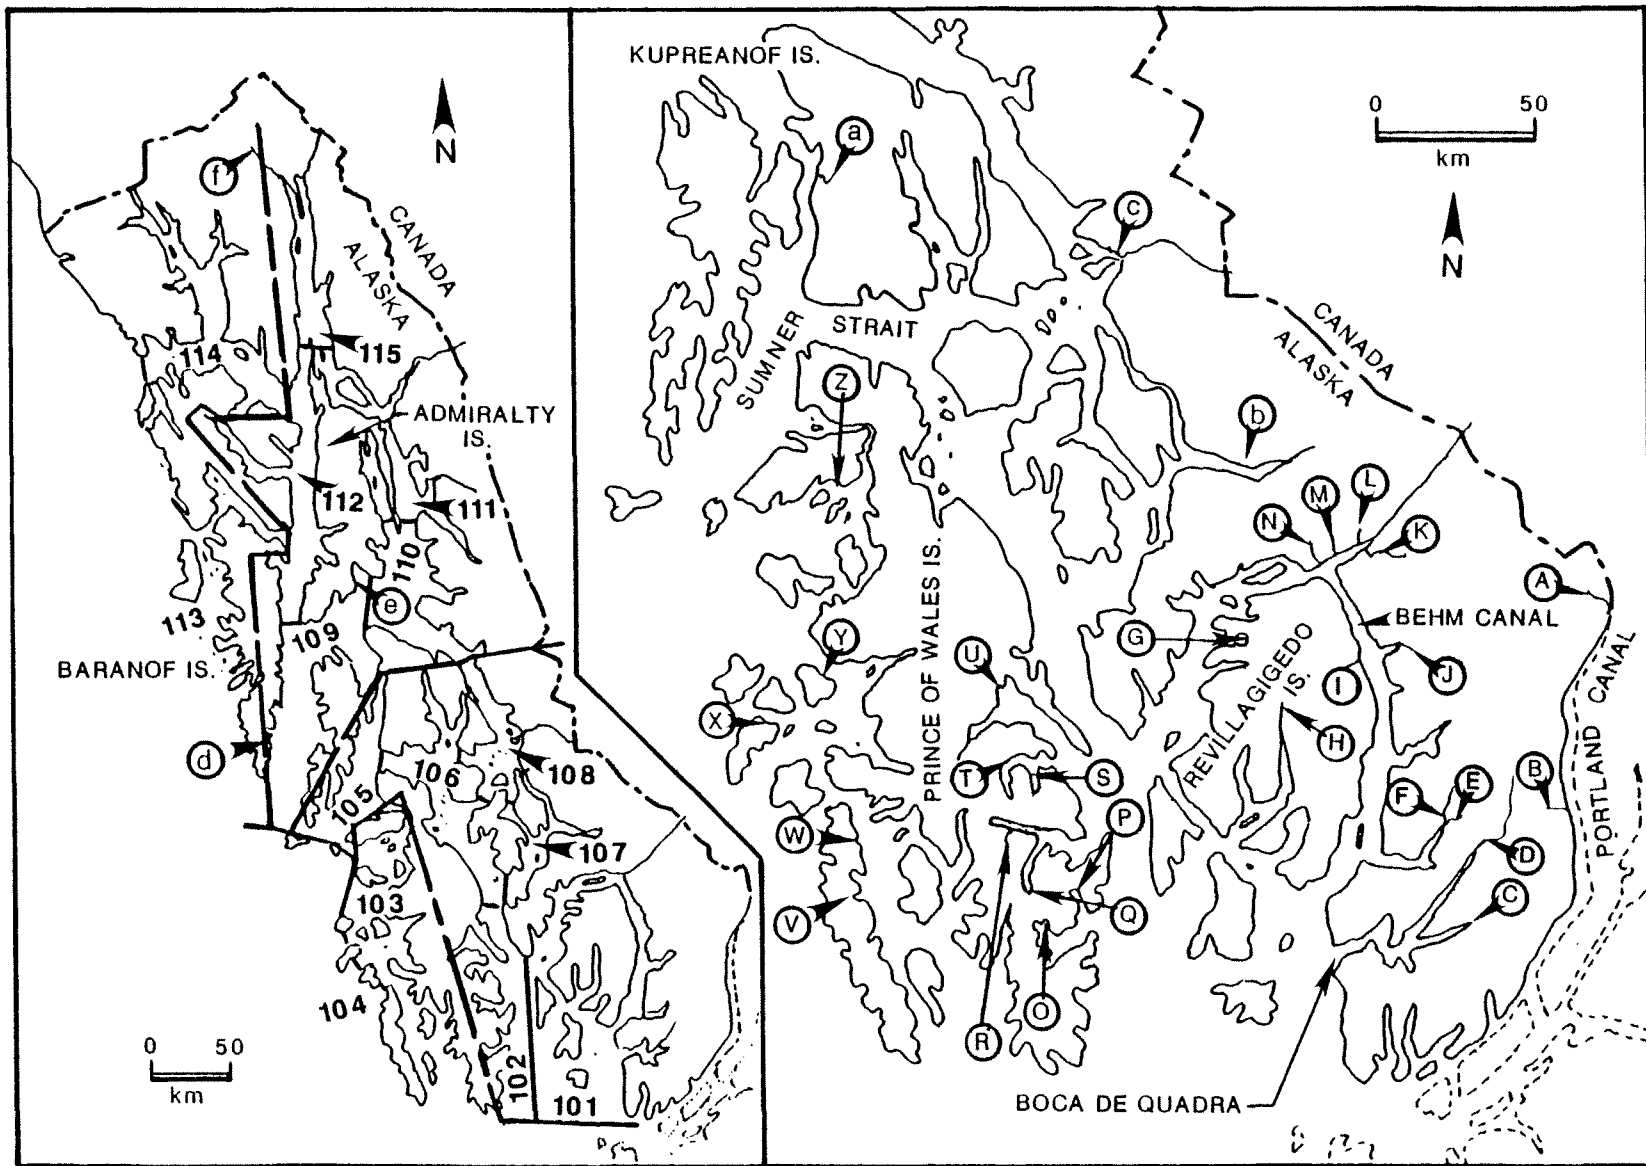 f
N
CANADA
ALASKA
114
115
ADMIRALTY
IS.
112
111
110
e
113
109
BARANOF IS.
d
106
108
105
107
103
104
0 50
km
102
101
KUPREANOF IS.
0 50
km
a
N
c
SUMNER
STRAIT
CANADA
ALASKA
Z
b
L
M
N
K
A
BEHM CANAL
G
Y
U
J
I
PRINCE OF WALES IS.
REVILLAGIGEDO
IS.
X
H
PORTLAND CANAL
T
S
B
E
F
P
W
D
C
V
Q
O
R
BOCA DE QUADRA